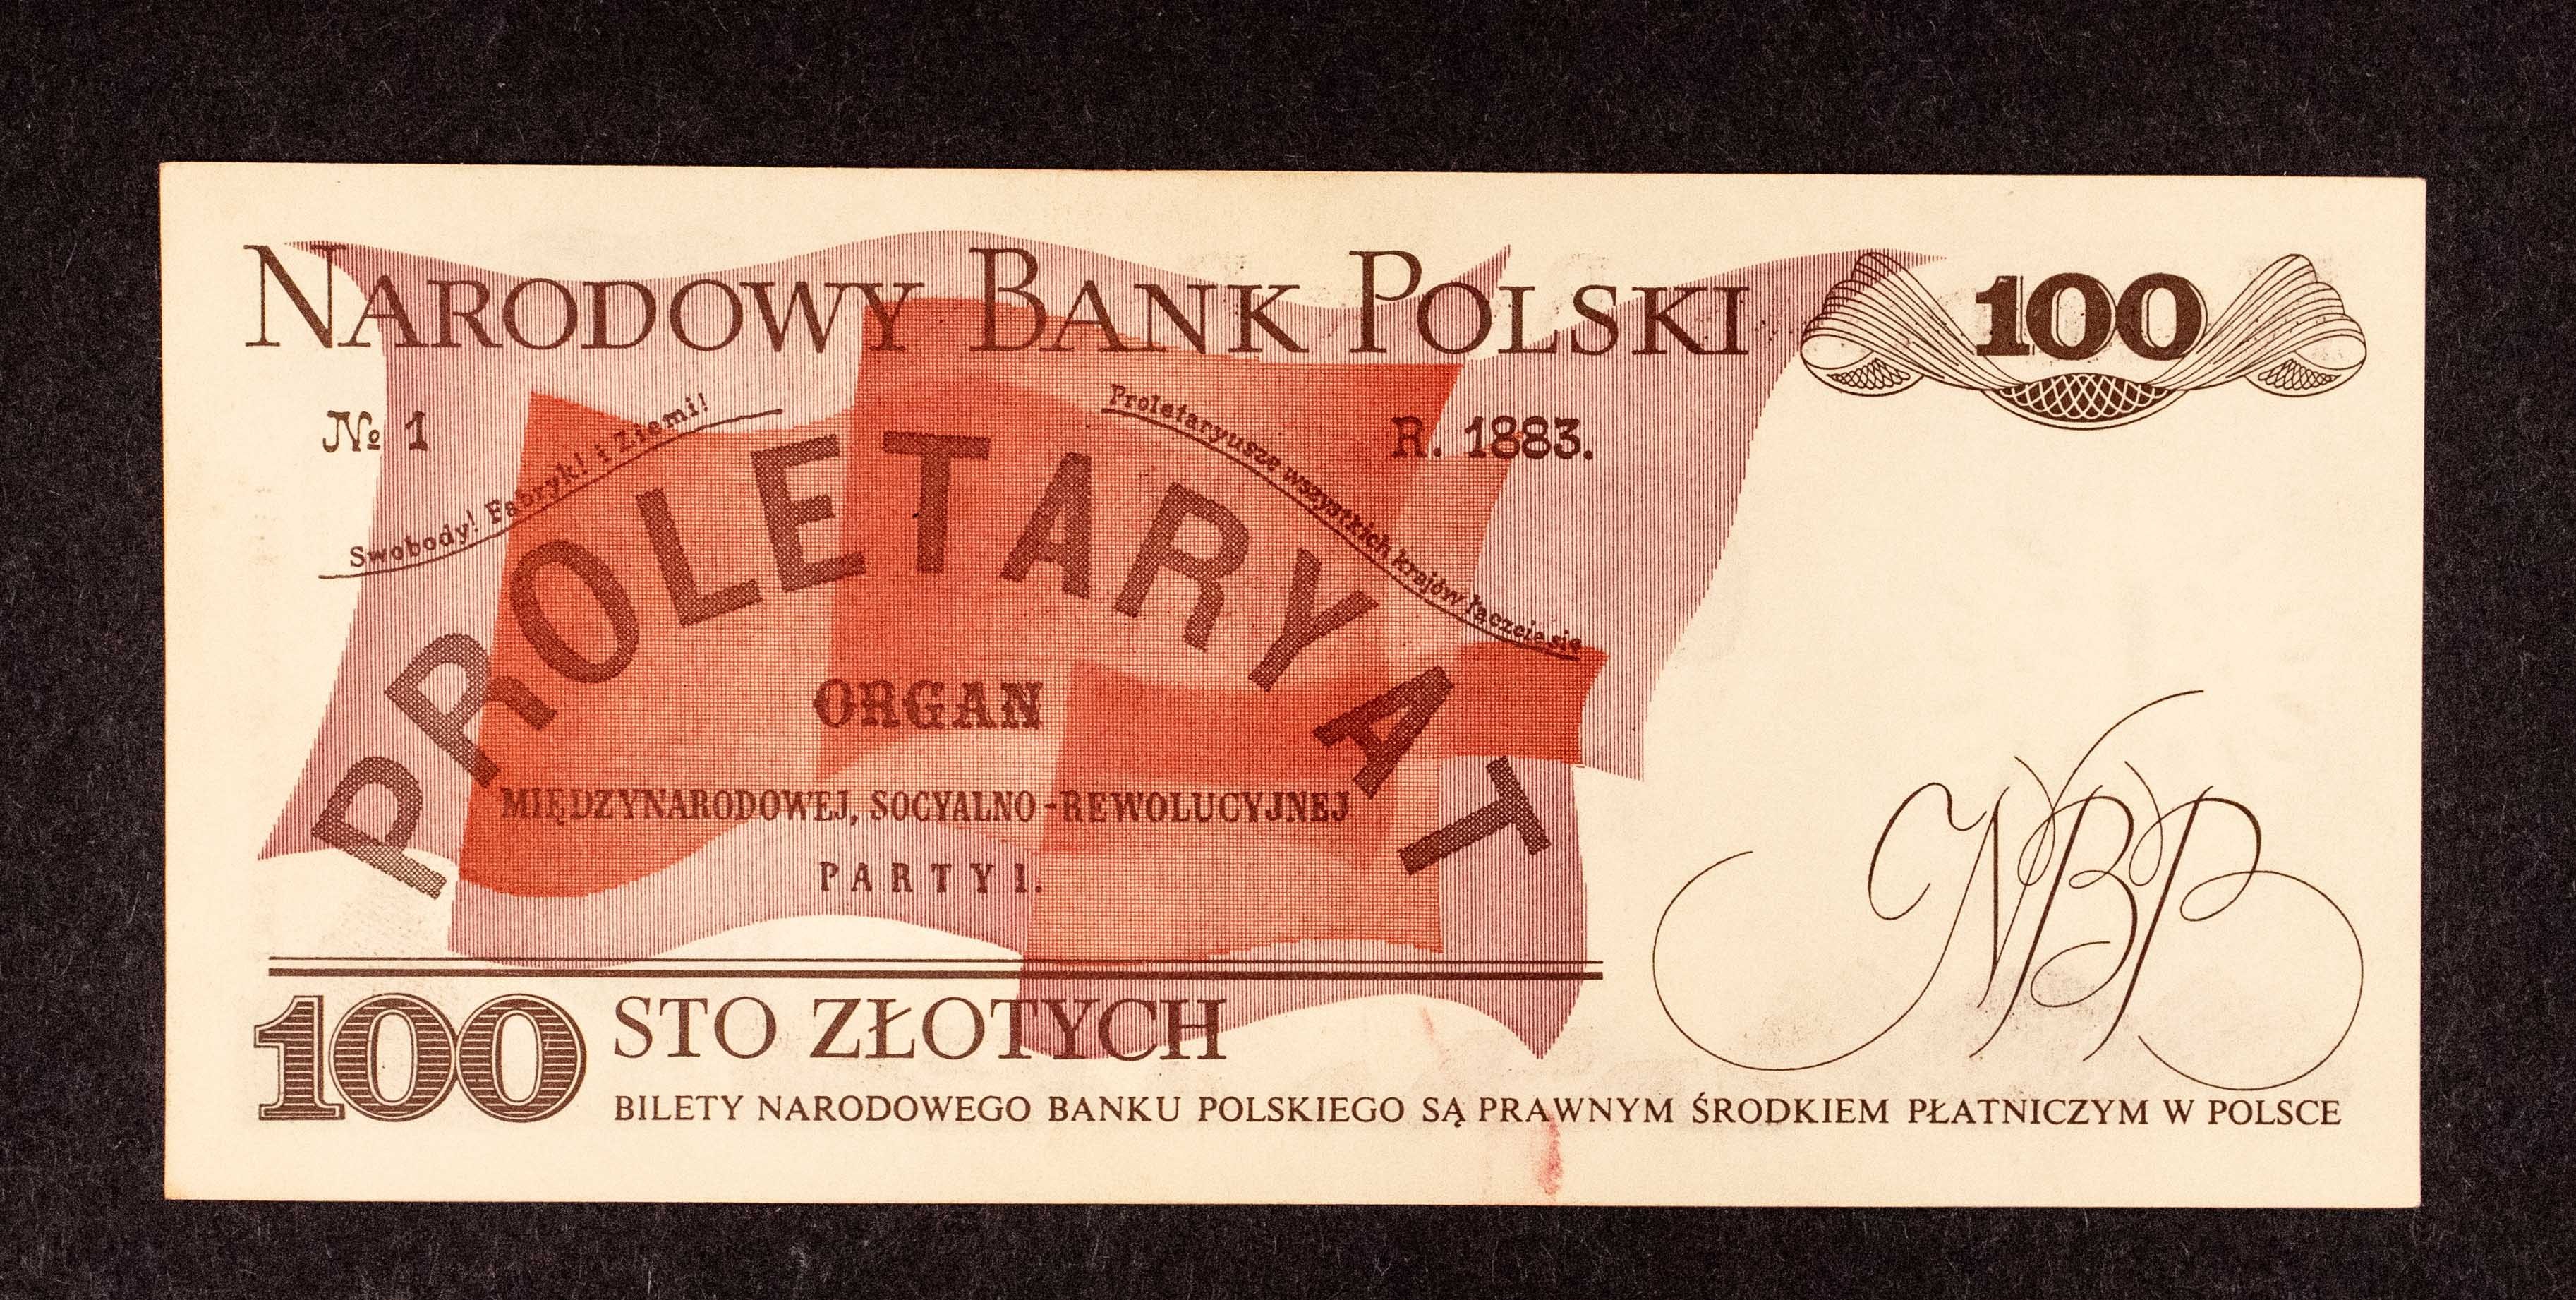 NARODOWY BANK POLSKI
100
№ 1
Swobody! Fabryk! i Ziemi!
Proletaryusze wszystkich krajów łączcie się
R. 1883.
PROLETARYAT
ORGAN
MIĘDZYNARODOWEJ, SOCYALNO-REWOLUCYJNEJ
PARTYI.
NBP
100 STO ZŁOTYCH
BILETY NARODOWEGO BANKU POLSKIEGO SĄ PRAWNYM ŚRODKIEM PŁATNICZYM W POLSCE